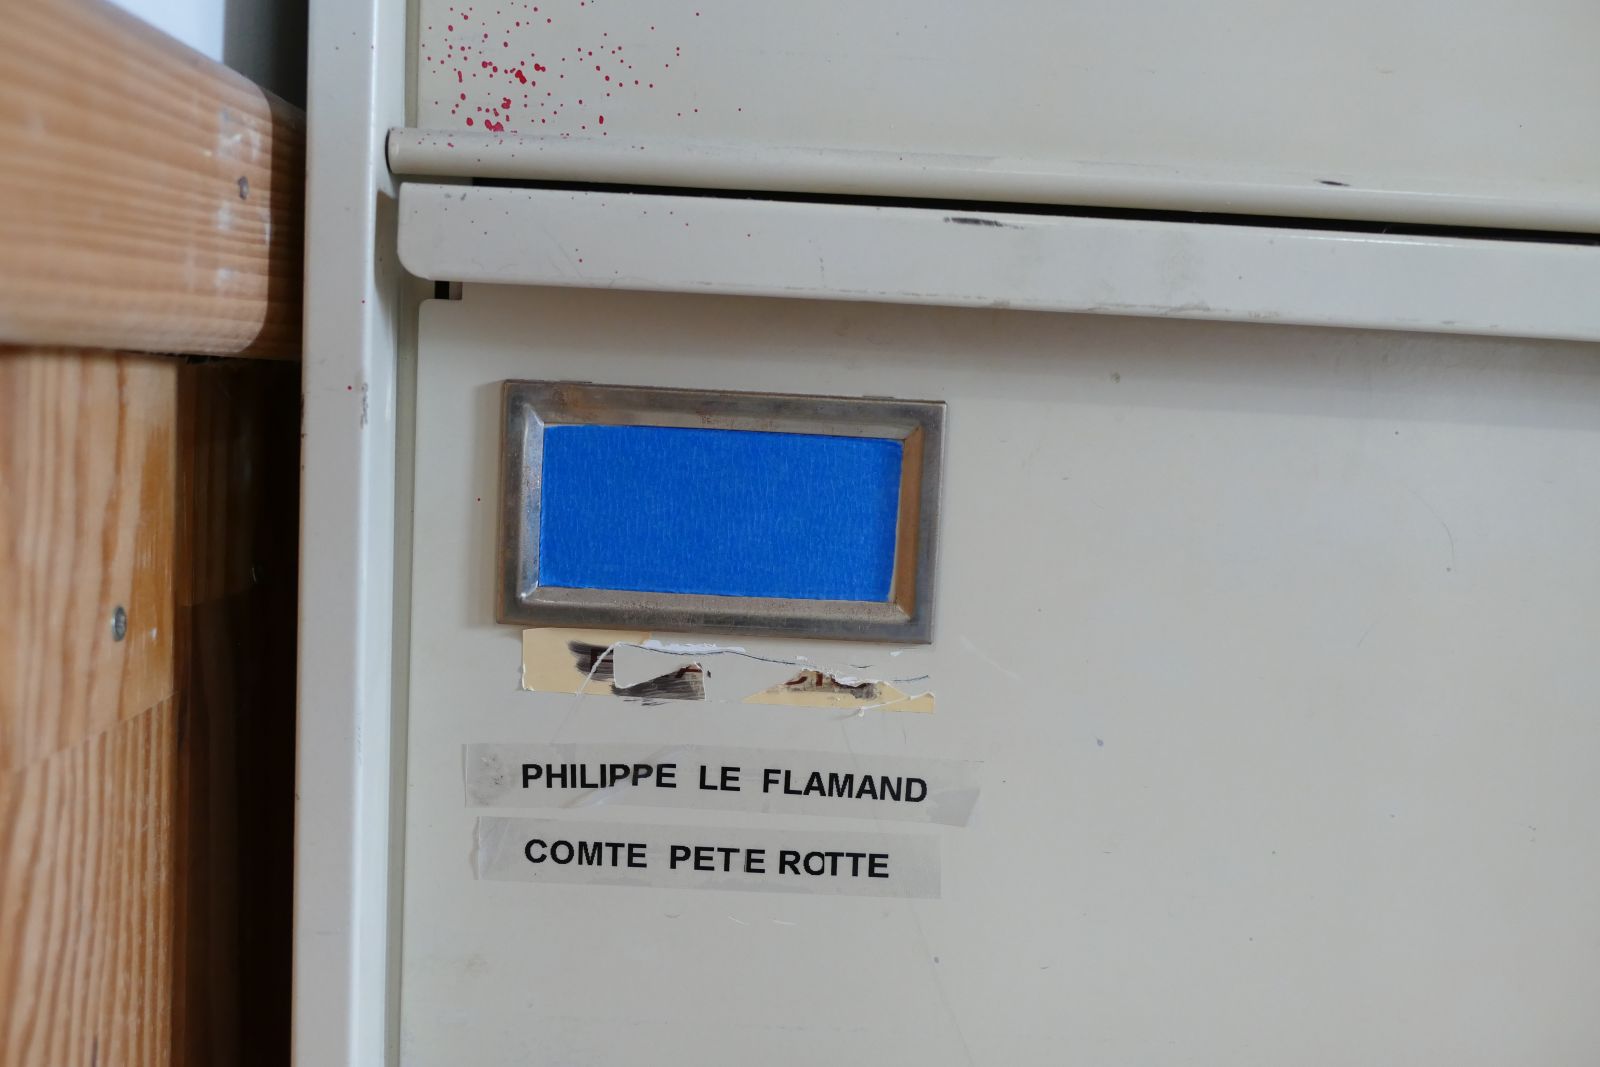 PHILIPPE LE FLAMAND
COMTE PETE ROTTE